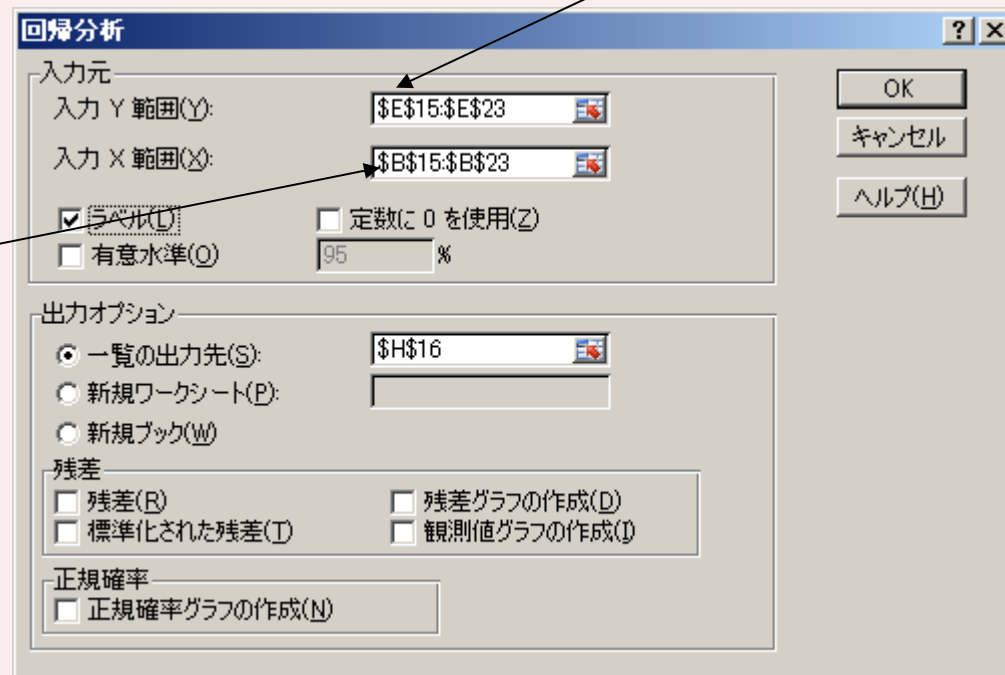 回帰分析
入力元
入力 Y 範囲(Y): $E$15:$E$23
入力 X 範囲(X): $B$15:$B$23
ラベル(L) 定数に 0 を使用(Z)
有意水準(O) 95 %
OK
キャンセル
ヘルプ(H)
出力オプション
一覧の出力先(S): $H$16
新規ワークシート(P):
新規ブック(W)
残差
残差(R) 残差グラフの作成(D)
標準化された残差(T) 観測値グラフの作成(I)
正規確率
正規確率グラフの作成(N)